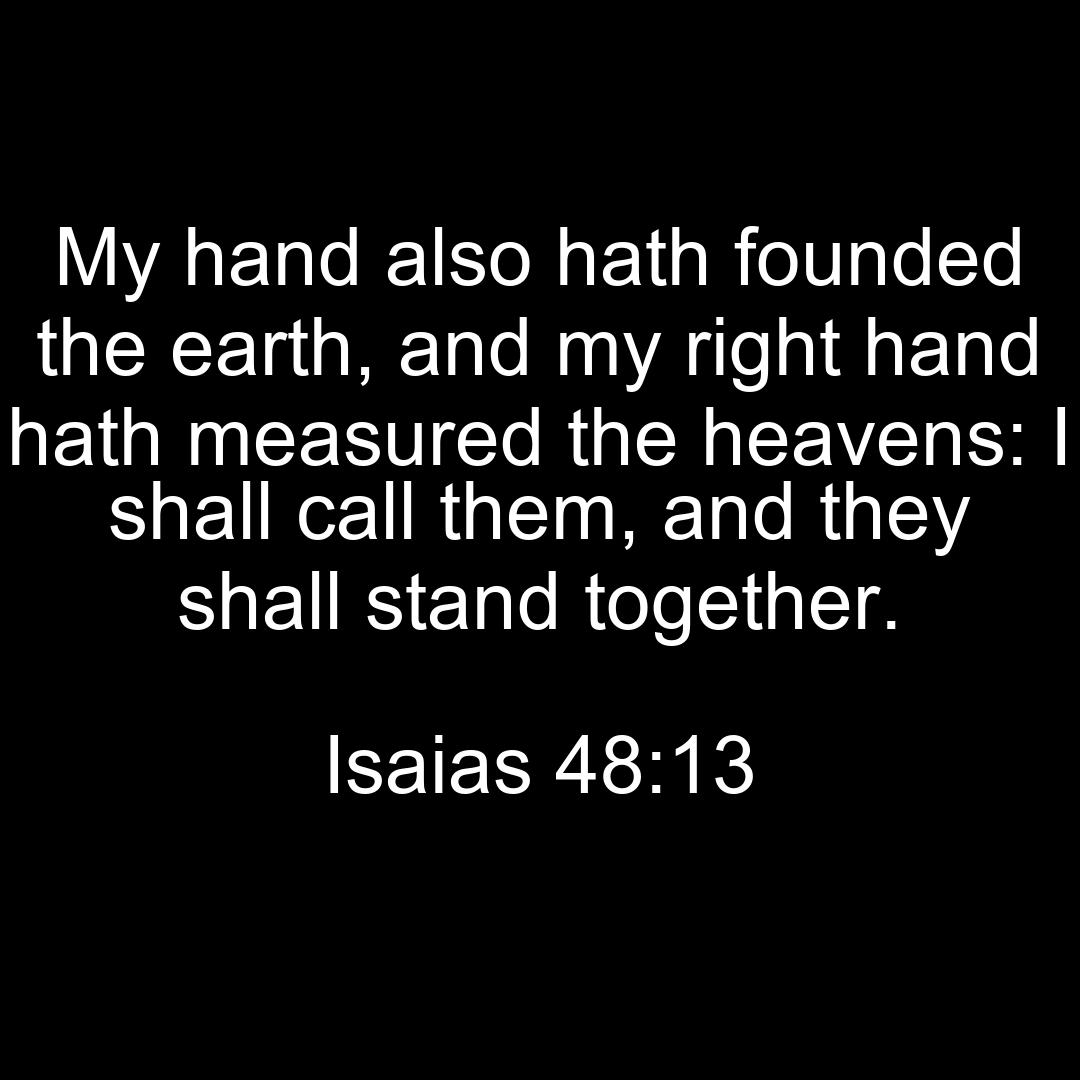 My hand also hath founded
the earth, and my right hand
hath measured the heavens: I
shall call them, and they
shall stand together.
Isaias 48:13